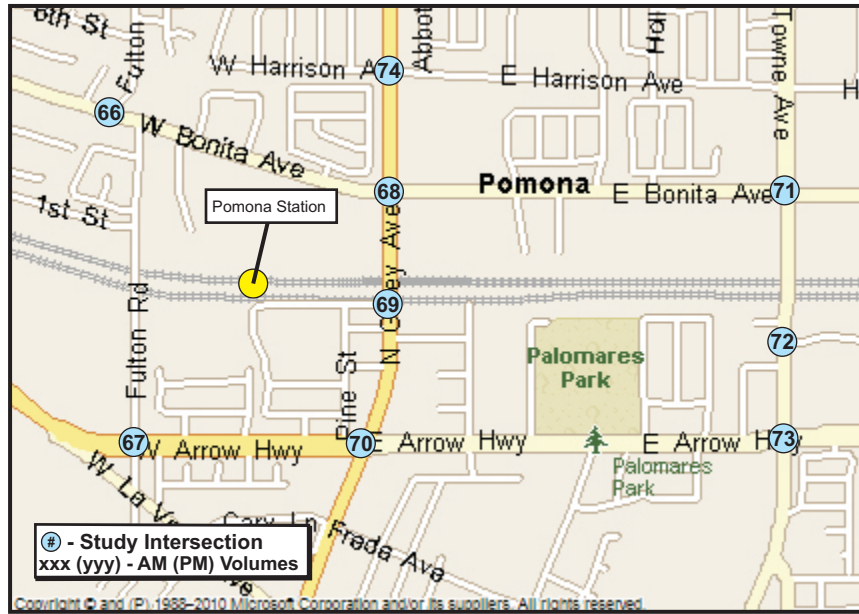 6th St
Fulton
W Harrison A
74
Abbot
E Harrison Ave
Hal
Towne Ave
H
66
W Bonita Ave
68
Pomona
E Bonita Ave
71
1st St
Pomona Station
N Garey Ave
69
Fulton Rd
Pine St
Palomares
Park
72
67
W Arrow Hwy
70
E Arrow Hwy
E Arrow Hwy
73
Palomares
Park
W La Ve
Ave
Ln
Freda Ave
# - Study Intersection
xxx (yyy) - AM (PM) Volumes
Copyright © and (P) 1988–2010 Microsoft Corporation and/or its suppliers. All rights reserved.